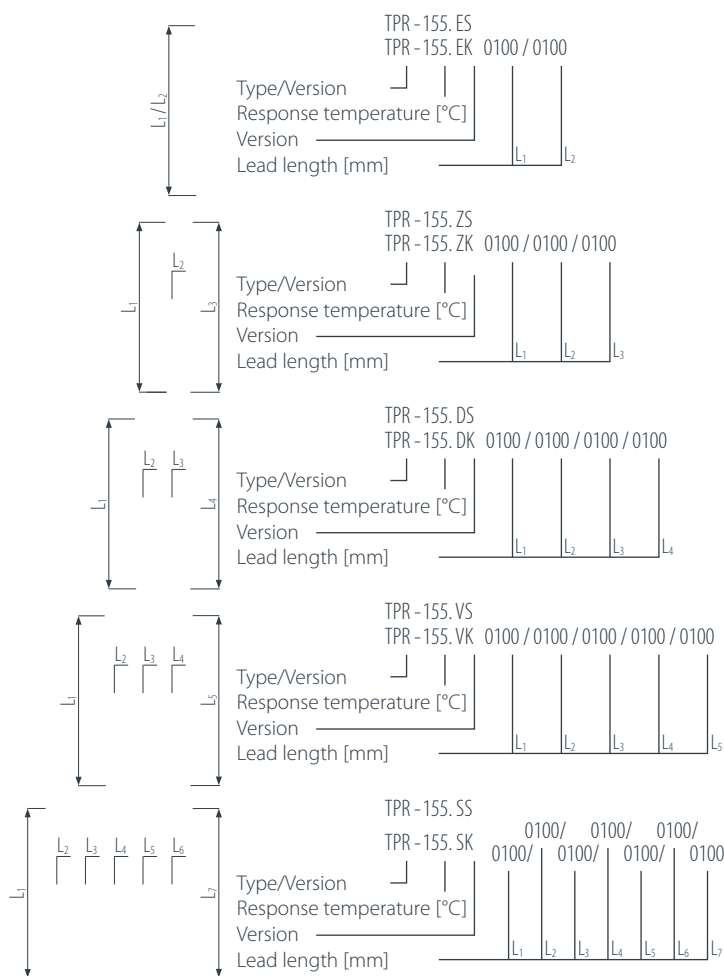 TPR - 155. ES
TPR - 155. EK 0100 / 0100
L1 / L2
Type/Version
Response temperature [°C]
Version
Lead length [mm]
L1 L2
TPR - 155. ZS
TPR - 155. ZK 0100 / 0100 / 0100
L2
L1 L3
Type/Version
Response temperature [°C]
Version
Lead length [mm]
L1 L2 L3
TPR - 155. DS
TPR - 155. DK 0100 / 0100 / 0100 / 0100
L2 L3
L1 L4
Type/Version
Response temperature [°C]
Version
Lead length [mm]
L1 L2 L3 L4
TPR - 155. VS
TPR - 155. VK 0100 / 0100 / 0100 / 0100 / 0100
L2 L3 L4
L1 L5
Type/Version
Response temperature [°C]
Version
Lead length [mm]
L1 L2 L3 L4 L5
TPR - 155. SS
TPR - 155. SK
0100/ 0100/ 0100/
0100/ 0100/ 0100/ 0100
L2 L3 L4 L5 L6
L1 L7
Type/Version
Response temperature [°C]
Version
Lead length [mm]
L1 L2 L3 L4 L5 L6 L7